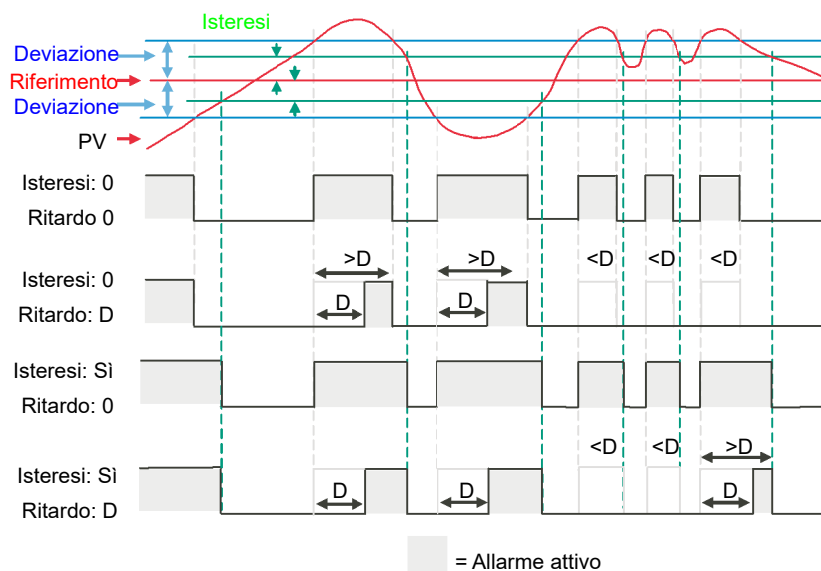 Isteresi
Deviazione
Riferimento
Deviazione
PV
Isteresi: 0
Ritardo 0
>D >D <D <D <D
Isteresi: 0
D D
Ritardo: D
Isteresi: Sì
Ritardo: 0
<D <D >D
Isteresi: Sì
D D D
Ritardo: D
= Allarme attivo